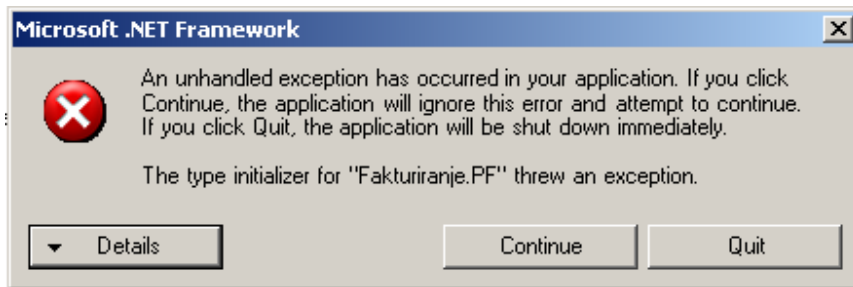 Microsoft .NET Framework
An unhandled exception has occurred in your application. If you click
Continue, the application will ignore this error and attempt to continue.
If you click Quit, the application will be shut down immediately.
The type initializer for "Fakturiranje.PF" threw an exception.
Details
Continue
Quit